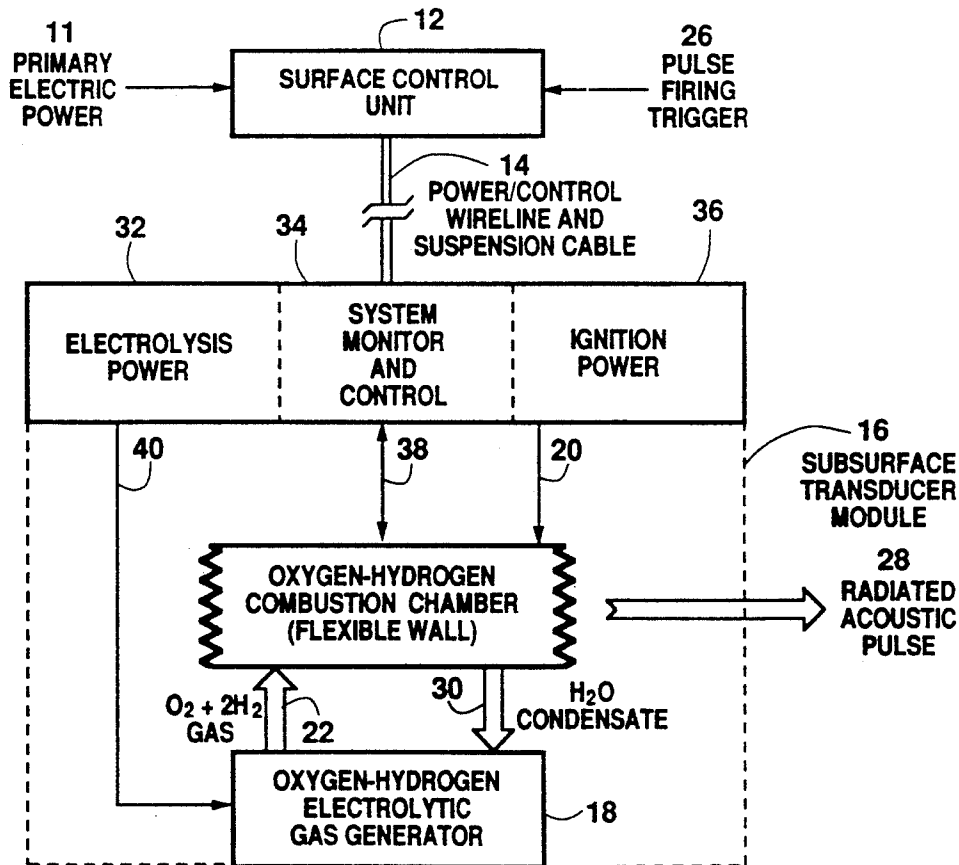 11
PRIMARY
ELECTRIC
POWER
12
SURFACE CONTROL
UNIT
26
PULSE
FIRING
TRIGGER
14
POWER/CONTROL
WIRELINE AND
SUSPENSION CABLE
32
34
36
ELECTROLYSIS
POWER
SYSTEM
MONITOR
AND
CONTROL
IGNITION
POWER
40
38
20
16
SUBSURFACE
TRANSDUCER
MODULE
OXYGEN-HYDROGEN
COMBUSTION CHAMBER
(FLEXIBLE WALL)
28
RADIATED
ACOUSTIC
PULSE
O2 + 2H2
GAS
22
30
H2O
CONDENSATE
OXYGEN-HYDROGEN
ELECTROLYTIC
GAS GENERATOR
18